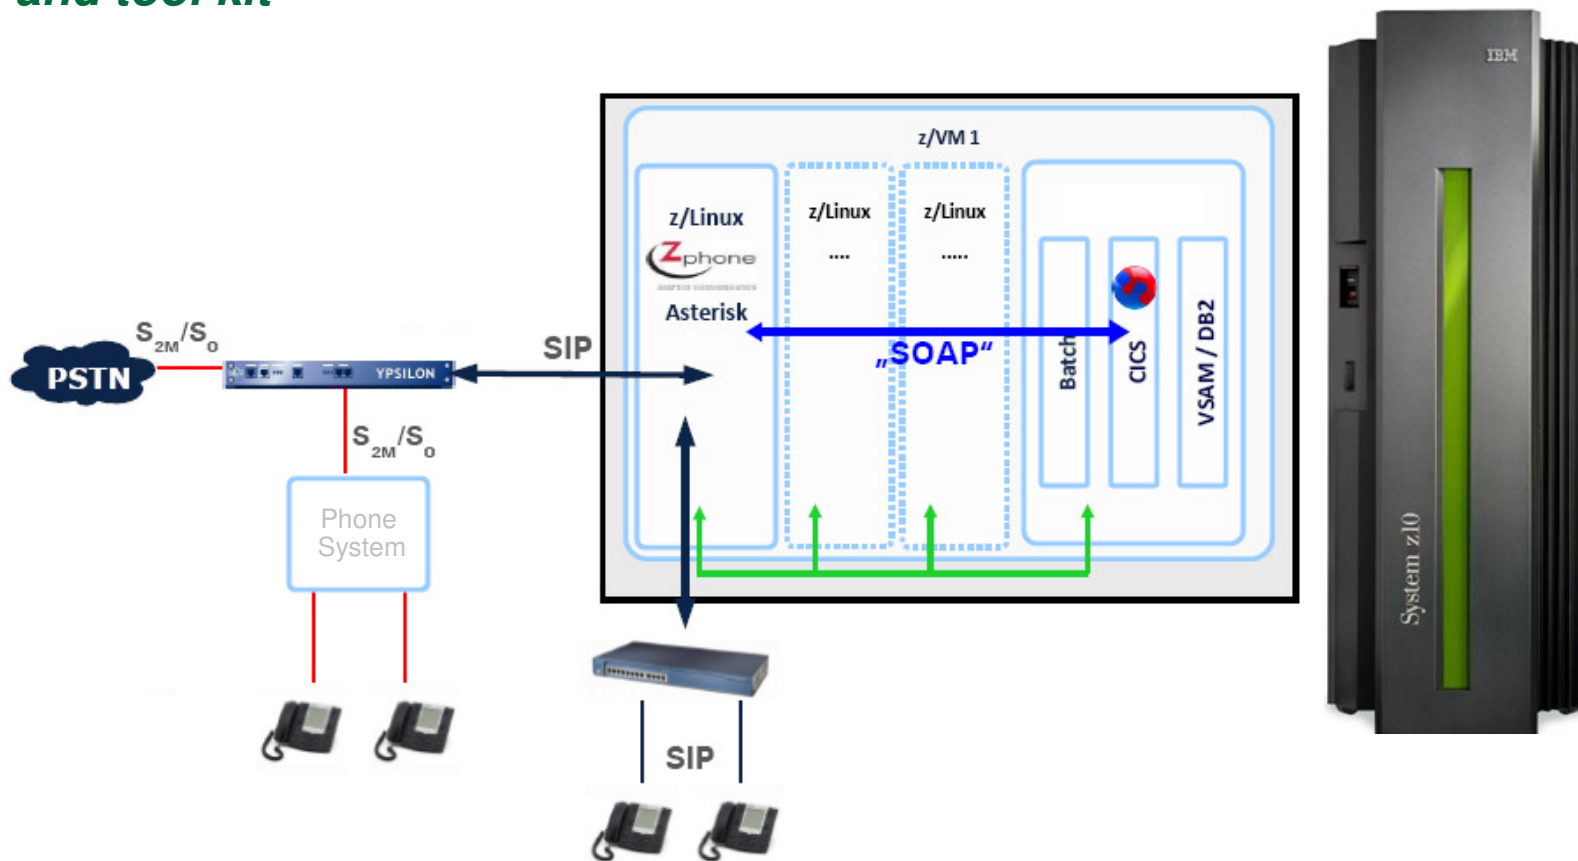 and tool kit
IBM
z/VM 1
z/Linux
Zphone
Asterisk
z/Linux
....
z/Linux
.....
Batch
CICS
VSAM / DB2
„SOAP“
S2M/S0
PSTN
YPSILON
SIP
S2M/S0
Phone
System
SIP
System z10